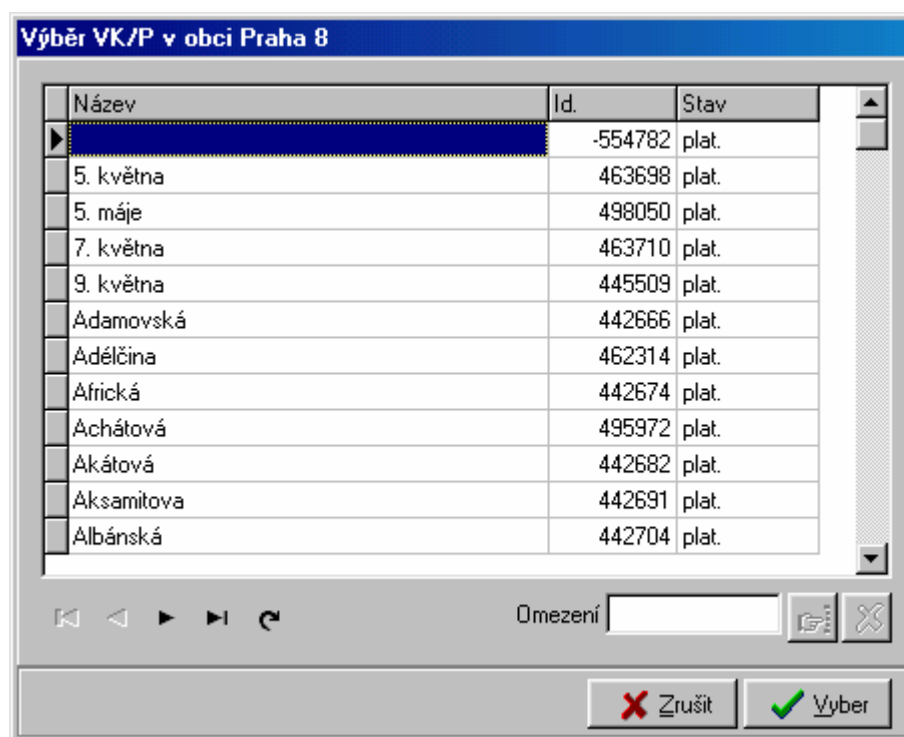 Výběr VK/P v obci Praha 8
Název Id. Stav
-554782 plat.
5. května 463698 plat.
5. máje 498050 plat.
7. května 463710 plat.
9. května 445509 plat.
Adamovská 442666 plat.
Adélčina 462314 plat.
Africká 442674 plat.
Achátová 495972 plat.
Akátová 442682 plat.
Aksamitova 442691 plat.
Albánská 442704 plat.
Omezení
Zrušit Vyber